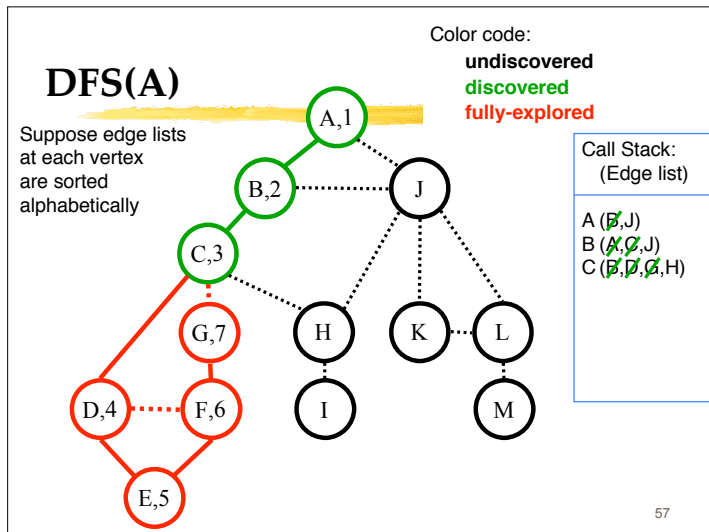 DFS(A)
Suppose edge lists
at each vertex
are sorted
alphabetically
Color code:
undiscovered
discovered
fully-explored
Call Stack:
(Edge list)
A (B,J)
B (A,C,J)
C (B,D,G,H)
A,1
B,2
J
C,3
G,7
H
K
L
D,4
F,6
I
M
E,5
57